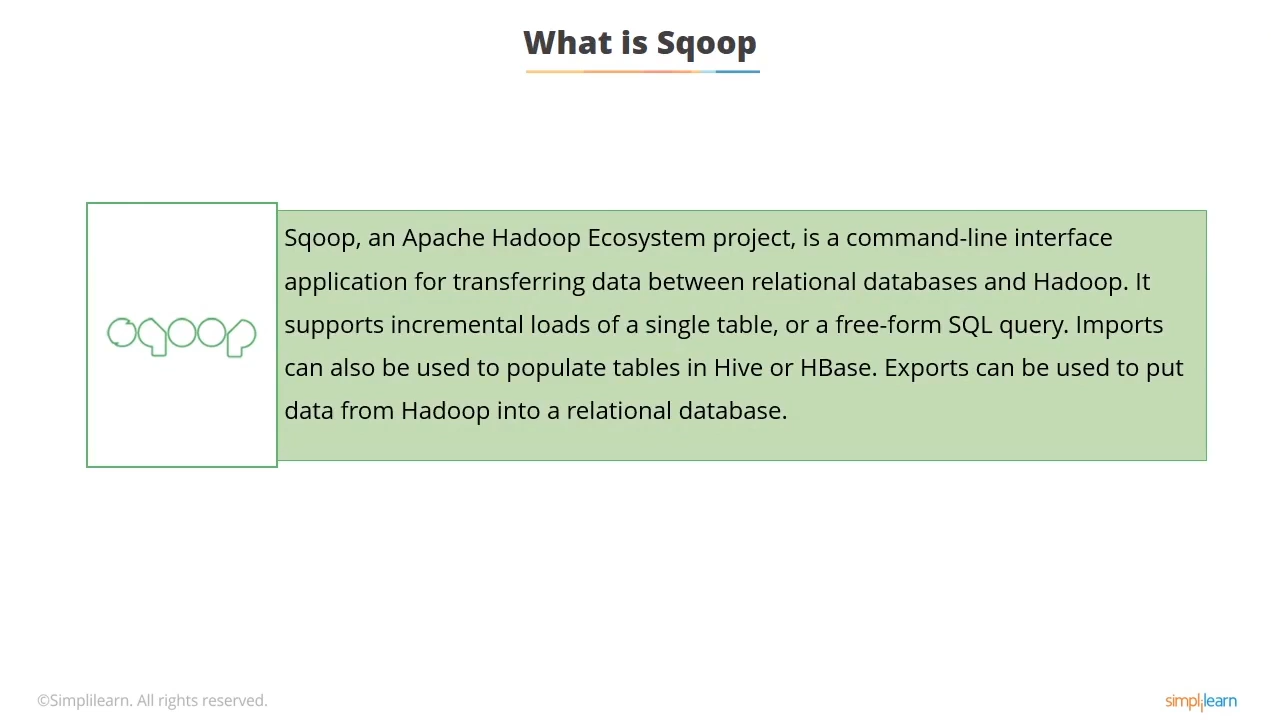 What is Sqoop
sqoop
Sqoop, an Apache Hadoop Ecosystem project, is a command-line interface
application for transferring data between relational databases and Hadoop. It
supports incremental loads of a single table, or a free-form SQL query. Imports
can also be used to populate tables in Hive or HBase. Exports can be used to put
data from Hadoop into a relational database.
©Simplilearn. All rights reserved.
simplilearn